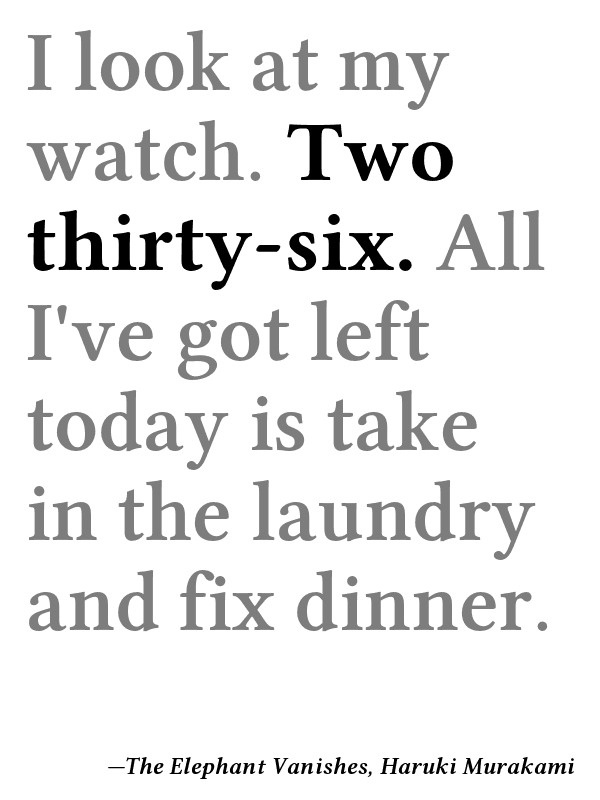 I look at my
watch. Two
thirty-six. All
I've got left
today is take
in the laundry
and fix dinner.
—The Elephant Vanishes, Haruki Murakami